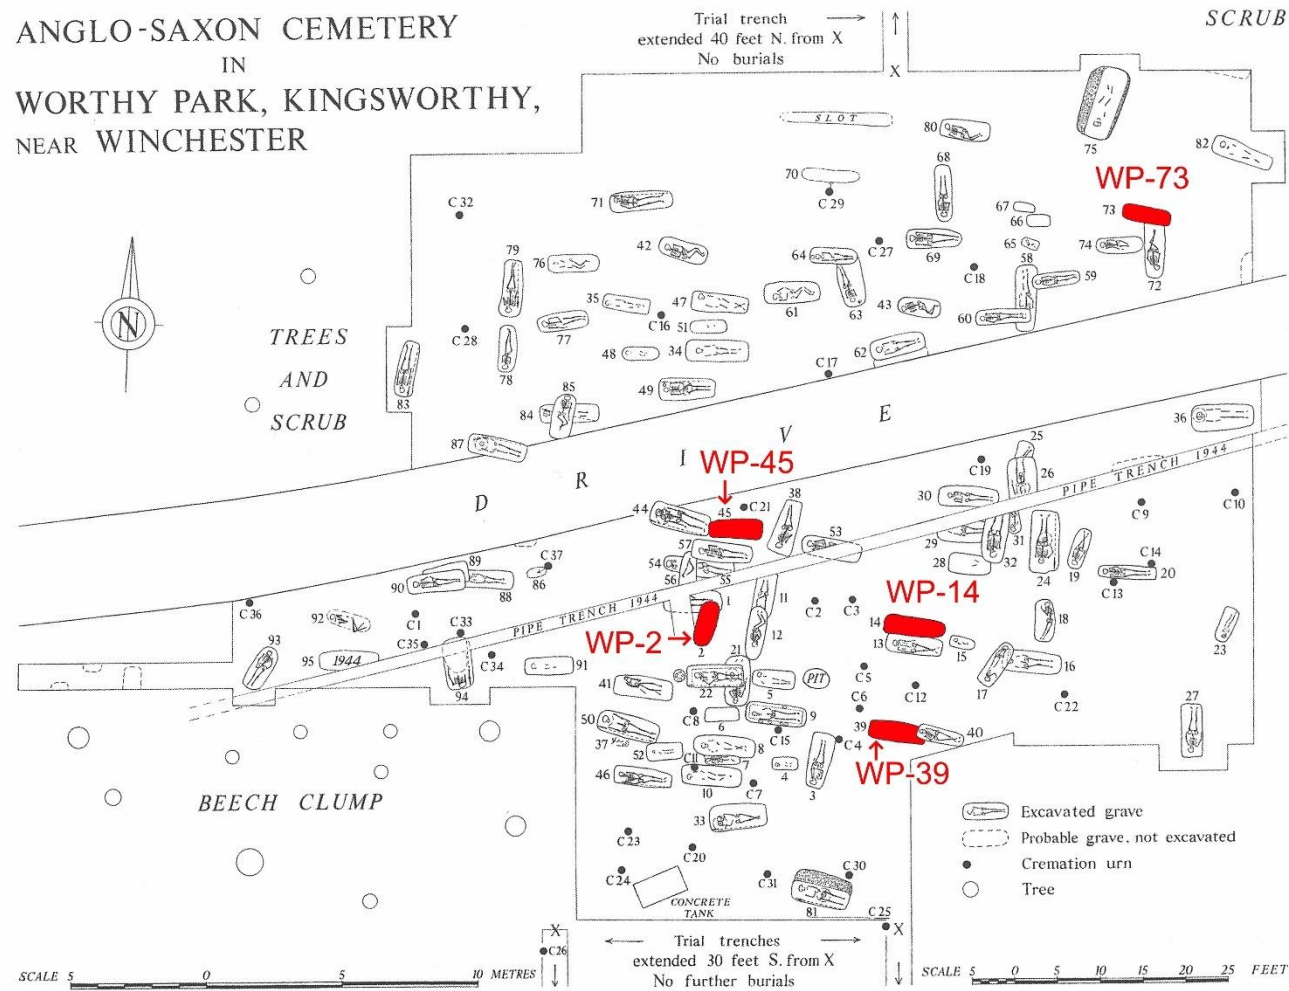 ANGLO-SAXON CEMETERY
IN
WORTHY PARK, KINGSWORTHY,
NEAR WINCHESTER
Trial trench
extended 40 feet N. from X
No burials
X
SCRUB
SLOT
80
75
82
68
70
C 29
WP-73
73
67
66
65
74
72
C 32
71
42
79
76
64
C 27
69
C 18
58
59
N
35
47
61
63
43
60
TREES
AND
SCRUB
C 28
77
C 16
51
78
48
34
62
C 17
83
49
85
84
87
36
DRIVE
WP-45
25
C 19
26
PIPE TRENCH 1944
44
45
C 21
38
30
C 9
C 10
53
29
31
57
54
56
55
28
32
24
19
C 14
20
C 13
C 37
89
90
88
86
C 36
92
C 1
PIPE TRENCH 1944
1
11
C 2
C 3
WP-14
14
13
15
18
23
C 35
C 33
C 34
WP-2
2
12
21
93
95
1944
94
91
41
22
5
PIT
C 5
C 12
17
16
C 22
27
50
C 8
6
9
C 6
39
40
37
52
8
C 15
C 4
WP-39
46
C 11
7
10
4
C 7
3
BEECH CLUMP
33
C 23
C 20
C 24
CONCRETE
TANK
C 31
C 30
81
C 25
Excavated grave
Probable grave, not excavated
Cremation urn
Tree
X
C 26
Trial trenches
extended 30 feet S. from X
No further burials
X
SCALE 5 0 5 10 METRES
SCALE 5 0 5 10 15 20 25 FEET